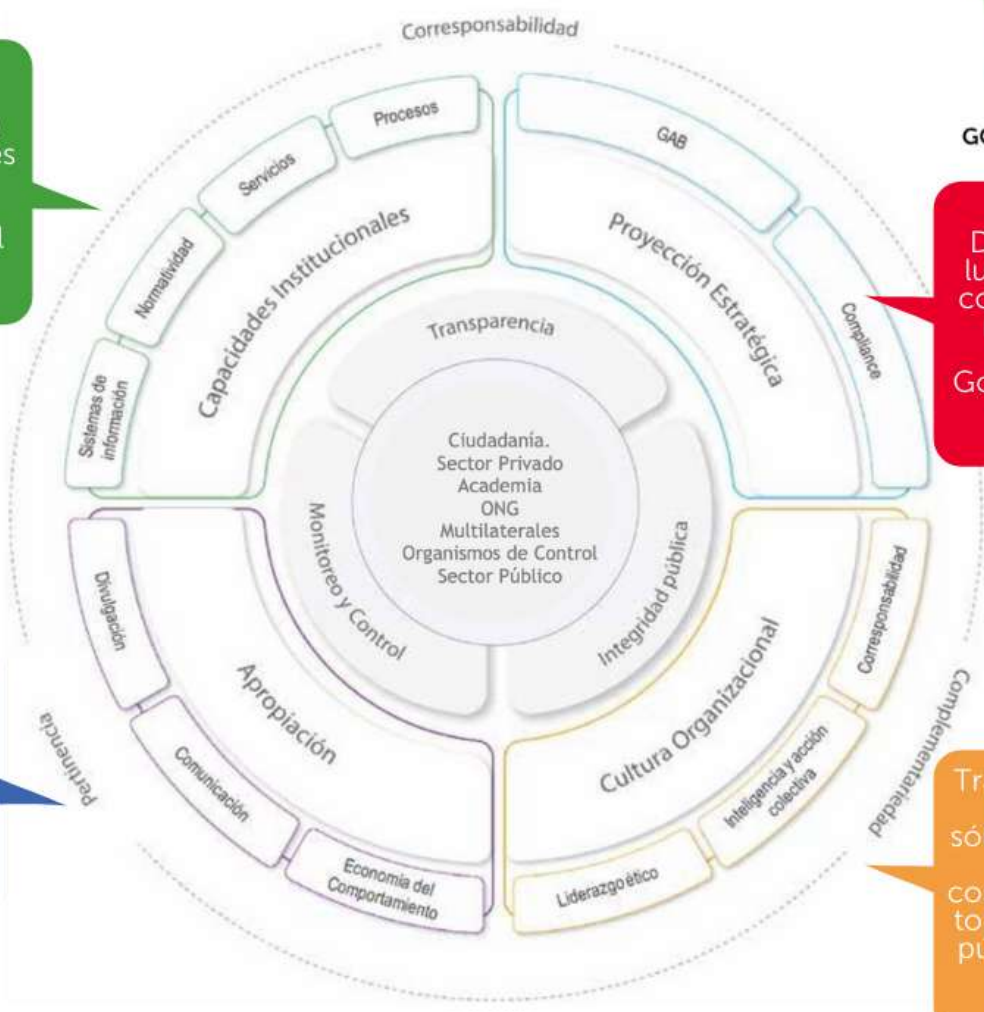 Corresponsabilidad
Procesos
Servicios
Normatividad
Sistemas de
información
Capacidades Institucionales
GAB
Compliance
Proyección Estratégica
Transparencia
Ciudadanía.
Sector Privado
Academia
ONG
Multilaterales
Organismos de Control
Sector Público
Monitoreo y Control
Integridad pública
Divulgación
Comunicación
Economía del
Comportamiento
Apropiación
Corresponsabilidad
Inteligencia y acción
colectiva
Liderazgo ético
Cultura Organizacional
Pertinencia
Complementariedad